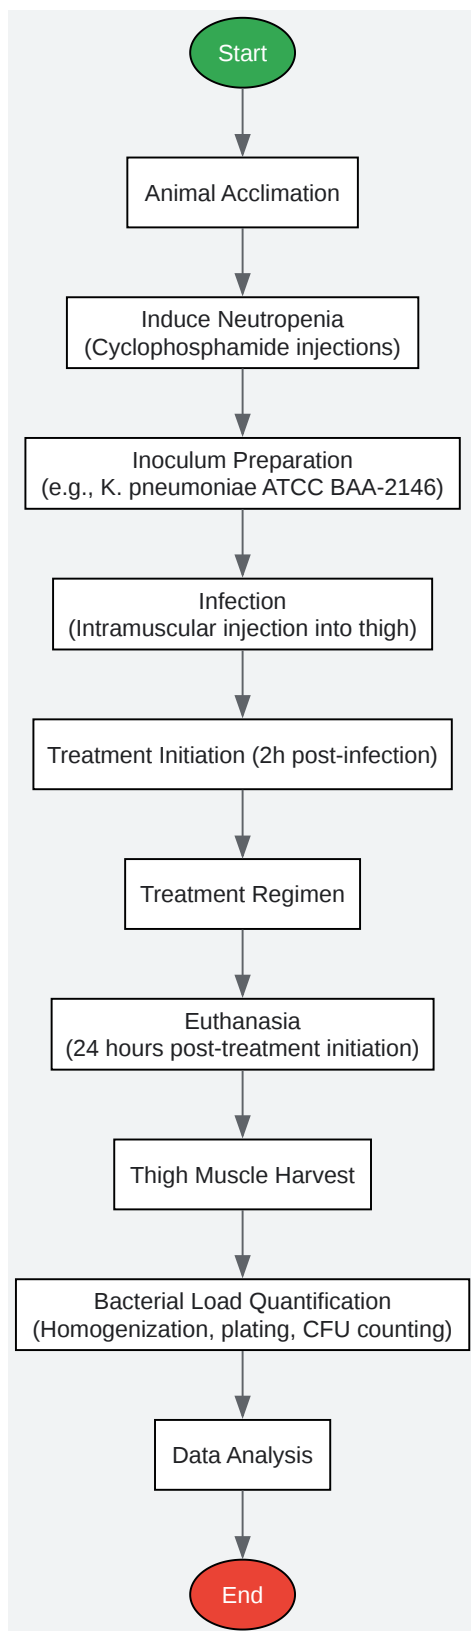 Start
Animal Acclimation
Induce Neutropenia
(Cyclophosphamide injections)
Inoculum Preparation
(e.g., K. pneumoniae ATCC BAA-2146)
Infection
(Intramuscular injection into thigh)
Treatment Initiation (2h post-infection)
Treatment Regimen
Euthanasia
(24 hours post-treatment initiation)
Thigh Muscle Harvest
Bacterial Load Quantification
(Homogenization, plating, CFU counting)
Data Analysis
End